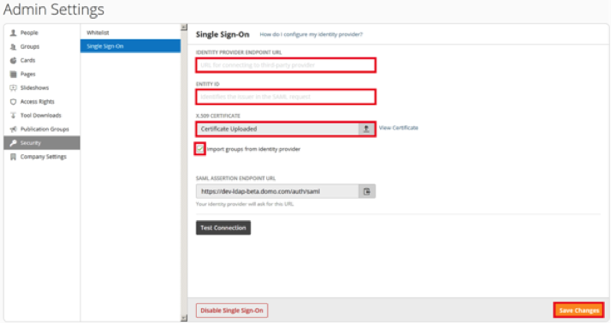 Admin Settings
People
Groups
Cards
Pages
Slideshows
Access Rights
Tool Downloads
Publication Groups
Security
Company Settings
Whitelist
Single Sign-On
Single Sign-On How do I configure my identity provider?
IDENTITY PROVIDER ENDPOINT URL
URL for connecting to third party provider
ENTITY ID
Identifies the issuer in the SAML request
X.509 CERTIFICATE
Certificate Uploaded View Certificate
Import groups from identity provider
SAML ASSERTION ENDPOINT URL
https://dev-ldap-beta.domo.com/auth/saml
Your identity provider will ask for this URL
Test Connection
Disable Single Sign-On Save Changes